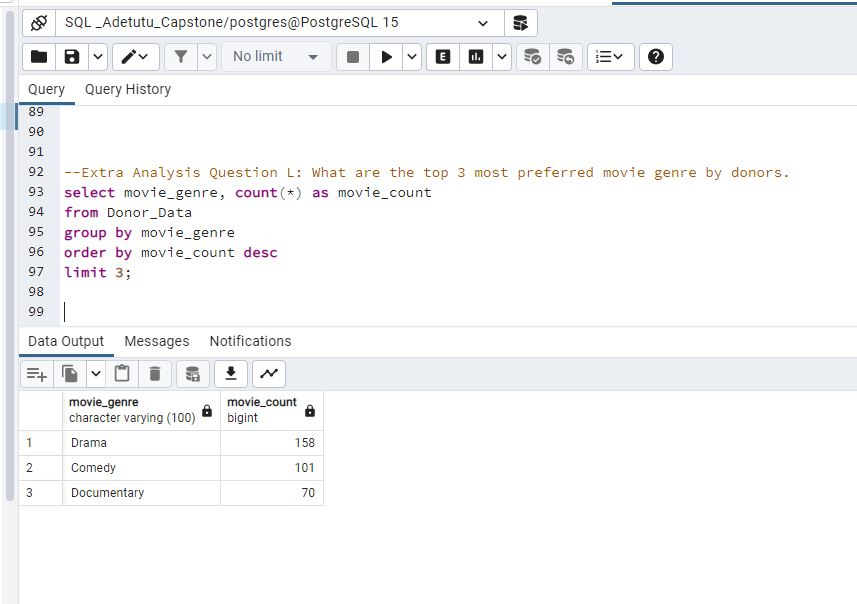 SQL _Adetutu_Capstone/postgres@PostgreSQL 15
No limit
E
Query Query History
89
90
91
92 --Extra Analysis Question L: What are the top 3 most preferred movie genre by donors.
93 select movie_genre, count(*) as movie_count
94 from Donor_Data
95 group by movie_genre
96 order by movie_count desc
97 limit 3;
98
99
Data Output Messages Notifications
movie_genre movie_count
character varying (100) bigint
1 Drama 158
2 Comedy 101
3 Documentary 70